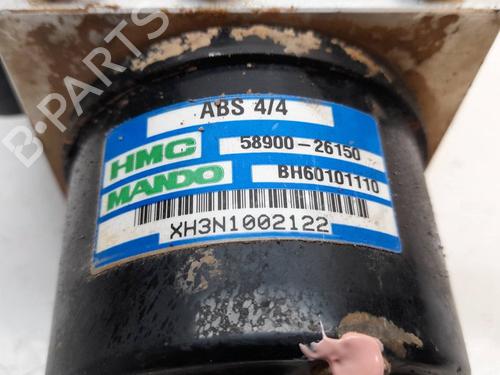 B-PARTS
ABS 4/4
HMC 58900-26150
MANDO BH60101110
XH3N1002122